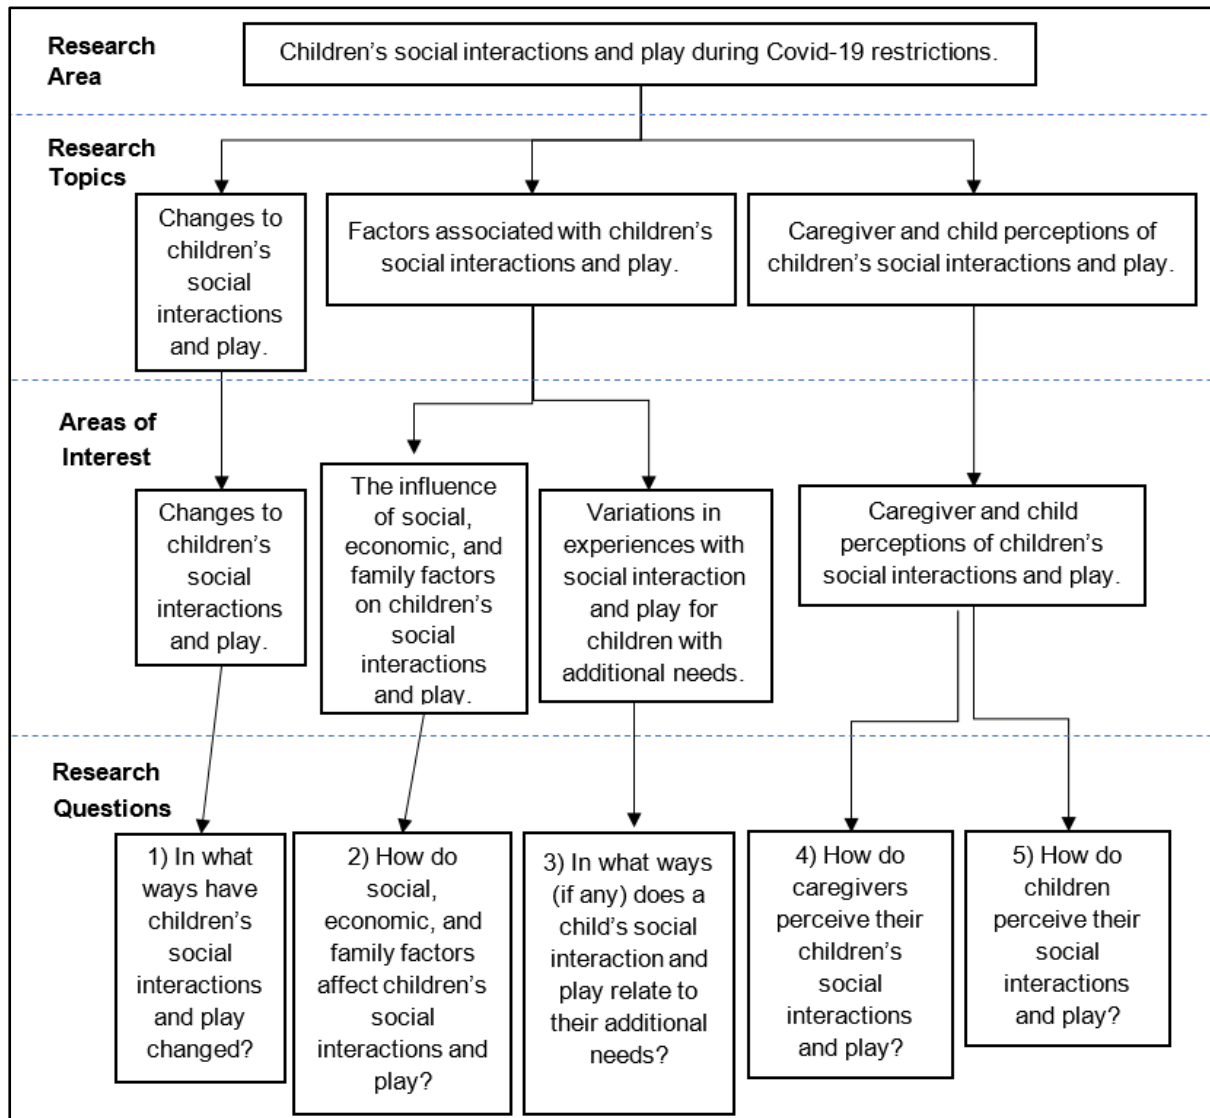 Research
Area
Children’s social interactions and play during Covid-19 restrictions.
Research
Topics
Changes to
children’s
social
interactions
and play.
Factors associated with children’s
social interactions and play.
Caregiver and child perceptions of
children’s social interactions and play.
Areas of
Interest
Changes to
children’s
social
interactions
and play.
The influence
of social,
economic, and
family factors
on children’s
social
interactions
and play.
Variations in
experiences with
social interaction
and play for
children with
additional needs.
Caregiver and child
perceptions of children’s
social interactions and play.
Research
Questions
1) In what
ways have
children’s
social
interactions
and play
changed?
2) How do
social,
economic, and
family factors
affect children’s
social
interactions and
play?
3) In what ways
(if any) does a
child’s social
interaction and
play relate to
their additional
needs?
4) How do
caregivers
perceive their
children’s
social
interactions
and play?
5) How do
children
perceive their
social
interactions
and play?